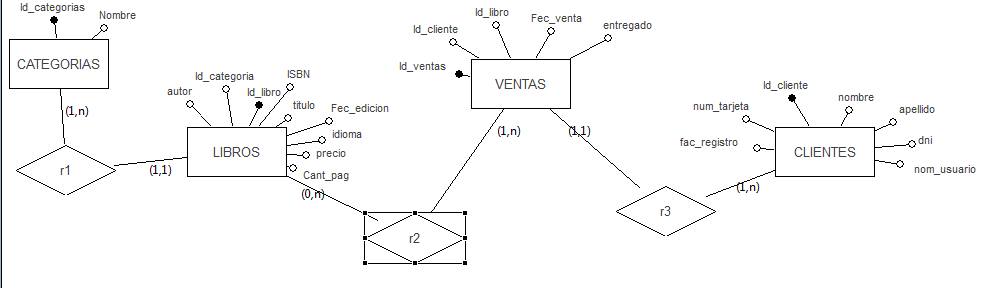 Id_categorias
Nombre
CATEGORIAS
(1,n)
r1
(1,1)
autor
Id_categoria
Id_libro
ISBN
titulo
Fec_edicion
idioma
precio
Cant_pag
LIBROS
(0,n)
r2
(1,n)
Id_ventas
Id_cliente
Id_libro
Fec_venta
entregado
VENTAS
(1,1)
r3
(1,n)
fac_registro
num_tarjeta
Id_cliente
nombre
apellido
dni
nom_usuario
CLIENTES